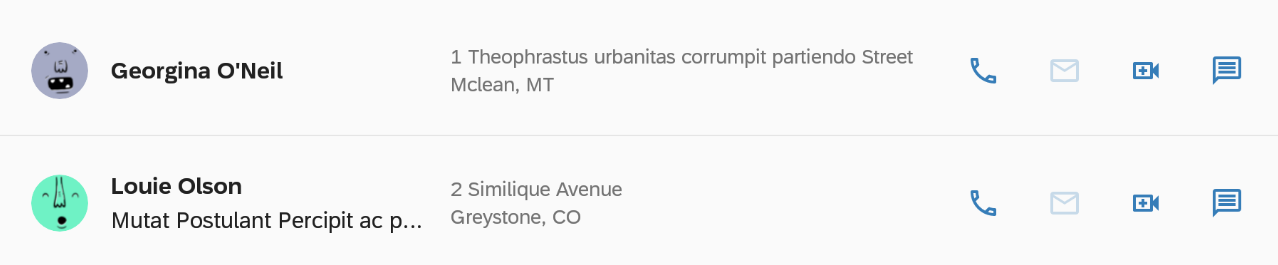 Georgina O'Neil
1 Theophrastus urbanitas corrumpit partiendo Street
Mclean, MT
Louie Olson
Mutat Postulant Percipit ac p...
2 Similique Avenue
Greystone, CO